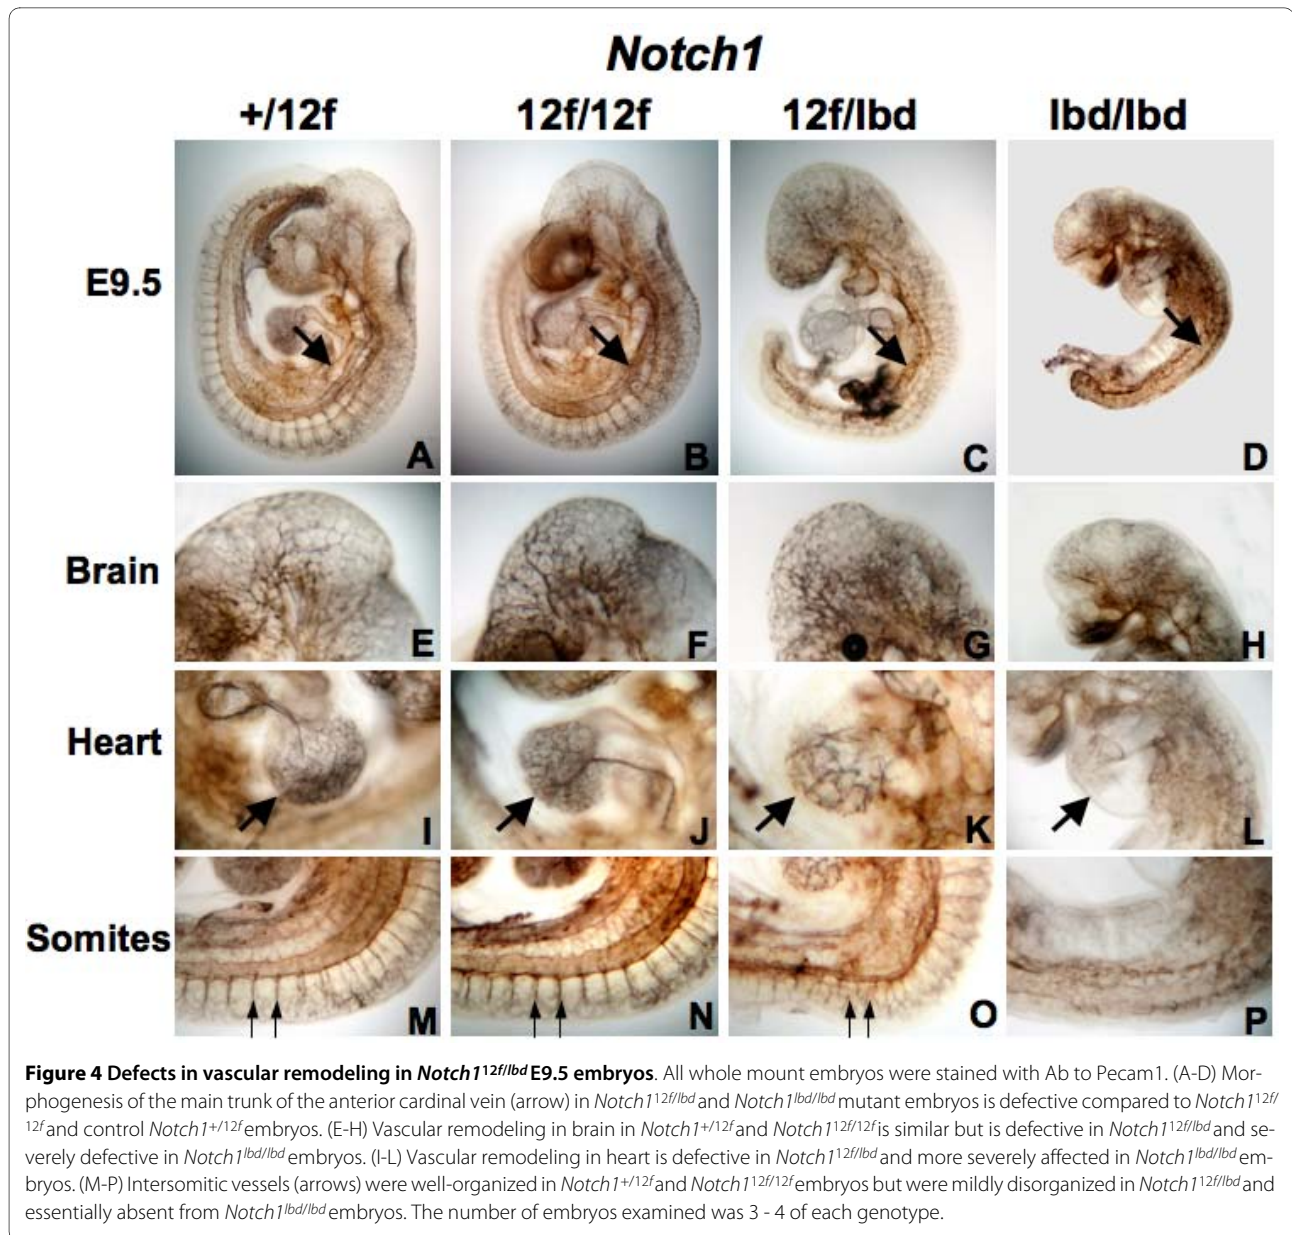 Notch1
+/12f 12f/12f 12f/lbd lbd/lbd
E9.5
A B C D
Brain
E F G H
Heart
I J K L
Somites
M N O P
Figure 4 Defects in vascular remodeling in Notch112f/lbd E9.5 embryos. All whole mount embryos were stained with Ab to Pecam1. (A-D) Mor-
phogenesis of the main trunk of the anterior cardinal vein (arrow) in Notch112f/lbd and Notch1lbd/lbd mutant embryos is defective compared to Notch112f/
12f and control Notch1+/12f embryos. (E-H) Vascular remodeling in brain in Notch1+/12f and Notch112f/12f is similar but is defective in Notch112f/lbd and se-
verely defective in Notch1lbd/lbd embryos. (I-L) Vascular remodeling in heart is defective in Notch112f/lbd and more severely affected in Notch1lbd/lbd em-
bryos. (M-P) Intersomitic vessels (arrows) were well-organized in Notch1+/12f and Notch112f/12f embryos but were mildly disorganized in Notch112f/lbd and
essentially absent from Notch1lbd/lbd embryos. The number of embryos examined was 3 - 4 of each genotype.